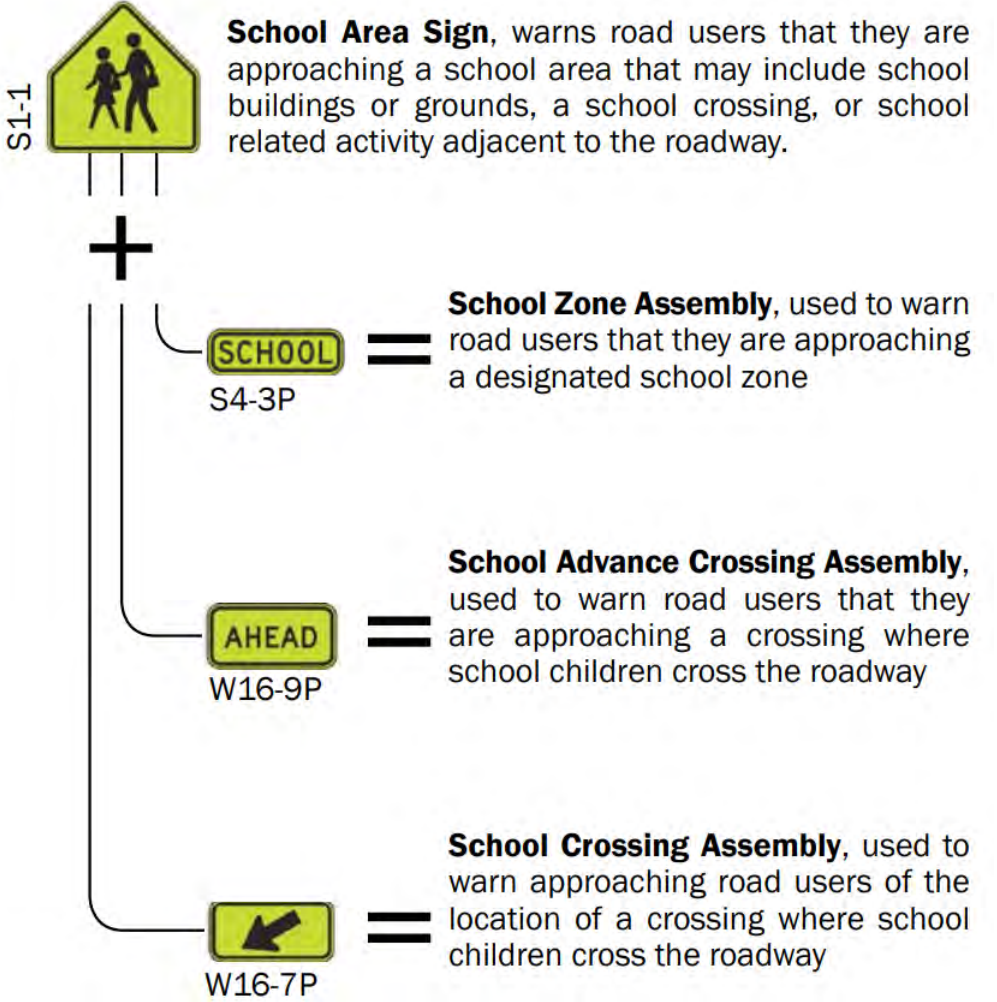 S1-1
School Area Sign, warns road users that they are
approaching a school area that may include school
buildings or grounds, a school crossing, or school
related activity adjacent to the roadway.
+
SCHOOL
S4-3P
=
School Zone Assembly, used to warn
road users that they are approaching
a designated school zone
AHEAD
W16-9P
=
School Advance Crossing Assembly,
used to warn road users that they
are approaching a crossing where
school children cross the roadway
W16-7P
=
School Crossing Assembly, used to
warn approaching road users of the
location of a crossing where school
children cross the roadway